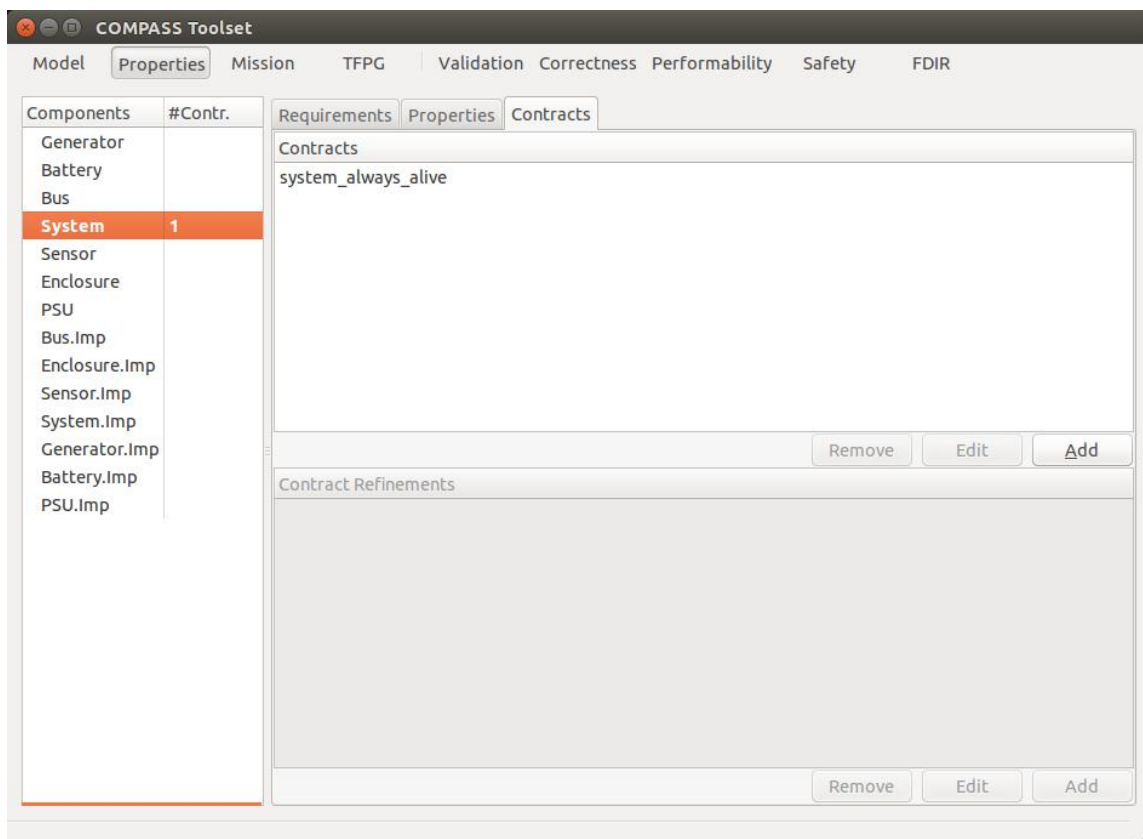 COMPASS Toolset
Model Properties Mission TFPG Validation Correctness Performability Safety FDIR
Components #Contr.
Generator
Battery
Bus
System 1
Sensor
Enclosure
PSU
Bus.Imp
Enclosure.Imp
Sensor.Imp
System.Imp
Generator.Imp
Battery.Imp
PSU.Imp
Requirements Properties Contracts
Contracts
system_always_alive
Remove Edit Add
Contract Refinements
Remove Edit Add